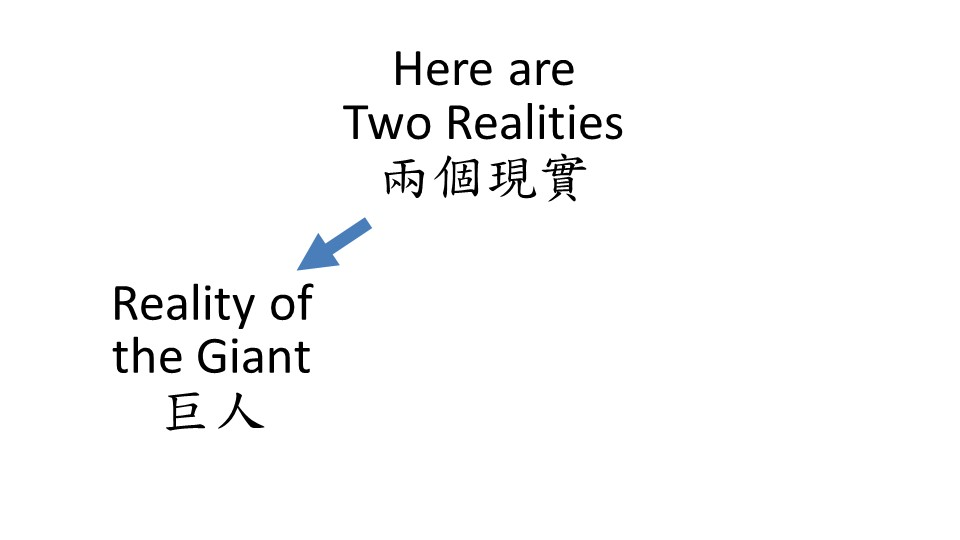 Here are
Two Realities
兩個現實
Reality of
the Giant
巨人